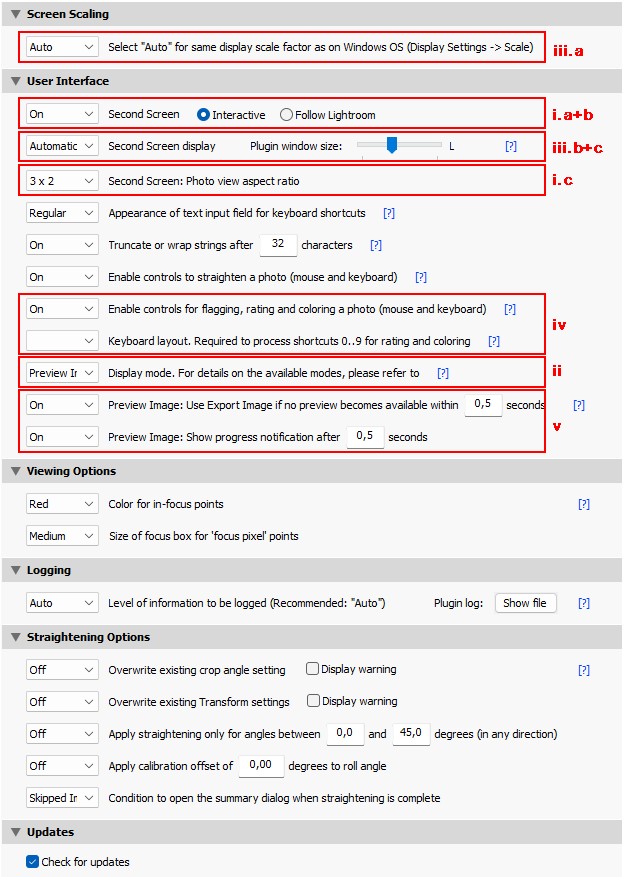 Screen Scaling
Auto Select "Auto" for same display scale factor as on Windows OS (Display Settings -> Scale) iii.a
User Interface
On Second Screen Interactive Follow Lightroom i.a+b
Automatic Second Screen display Plugin window size: L [?] iii.b+c
3 x 2 Second Screen: Photo view aspect ratio i.c
Regular Appearance of text input field for keyboard shortcuts [?]
On Truncate or wrap strings after 32 characters [?]
On Enable controls to straighten a photo (mouse and keyboard) [?]
On Enable controls for flagging, rating and coloring a photo (mouse and keyboard) [?]
iv
Keyboard layout. Required to process shortcuts 0..9 for rating and coloring [?]
Preview Ir Display mode. For details on the available modes, please refer to [?] ii
On Preview Image: Use Export Image if no preview becomes available within 0,5 seconds [?]
v
On Preview Image: Show progress notification after 0,5 seconds
Viewing Options
Red Color for in-focus points [?]
Medium Size of focus box for 'focus pixel' points
Logging
Auto Level of information to be logged (Recommended: "Auto") Plugin log: Show file [?]
Straightening Options
Off Overwrite existing crop angle setting Display warning [?]
Off Overwrite existing Transform settings Display warning
Off Apply straightening only for angles between 0,0 and 45,0 degrees (in any direction)
Off Apply calibration offset of 0,00 degrees to roll angle
Skipped Ir Condition to open the summary dialog when straightening is complete
Updates
Check for updates